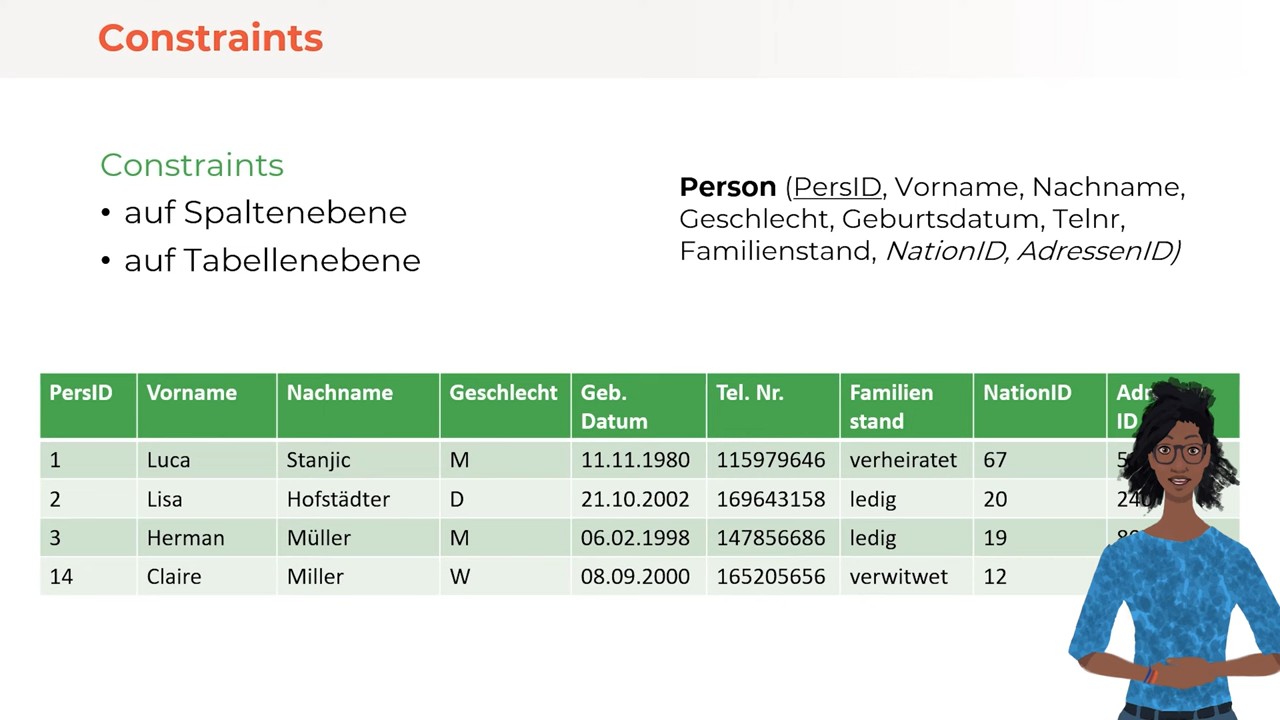 Constraints
Constraints
• auf Spaltenebene
• auf Tabellenebene
Person (PersID, Vorname, Nachname,
Geschlecht, Geburtsdatum, Telnr,
Familienstand, NationID, AdressenID)
PersID Vorname Nachname Geschlecht Geb. Datum Tel. Nr. Familien stand NationID ID
1 Luca Stanjic M 11.11.1980 115979646 verheiratet 67
2 Lisa Hofstädter D 21.10.2002 169643158 ledig 20
3 Herman Müller M 06.02.1998 147856686 ledig 19
14 Claire Miller W 08.09.2000 165205656 verwitwet 12